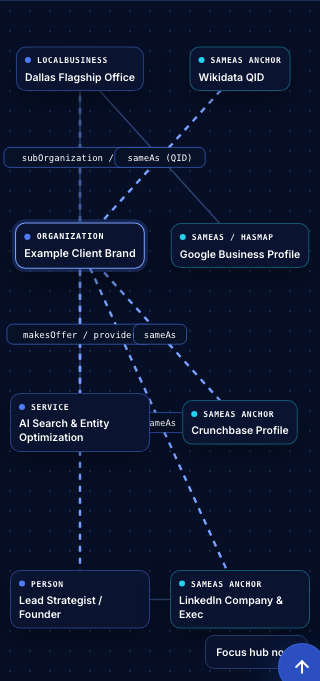 LOCALBUSINESS
Dallas Flagship Office
SAMEAS ANCHOR
Wikidata QID
subOrganization /
sameAs (QID)
ORGANIZATION
Example Client Brand
SAMEAS / HASMAP
Google Business Profile
makesOffer / provide
sameAs
SERVICE
AI Search & Entity
Optimization
ameAs
SAMEAS ANCHOR
Crunchbase Profile
PERSON
Lead Strategist /
Founder
SAMEAS ANCHOR
LinkedIn Company &
Exec
Focus hub